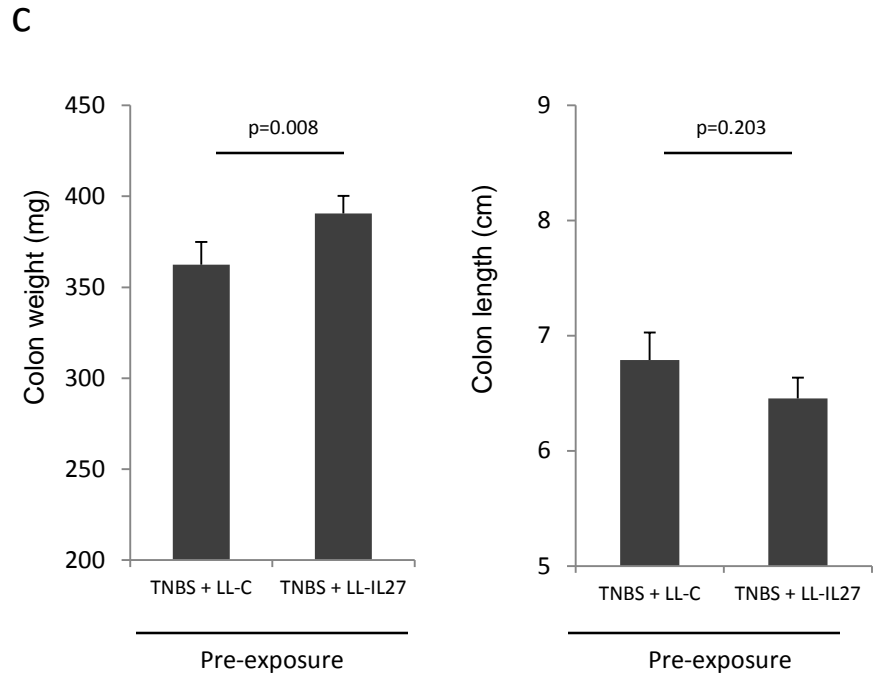 C
450
400
350
300
250
200
Colon weight (mg)
p=0.008
TNBS + LL-C
TNBS + LL-IL27
Pre-exposure
9
8
7
6
5
Colon length (cm)
p=0.203
TNBS + LL-C
TNBS + LL-IL27
Pre-exposure